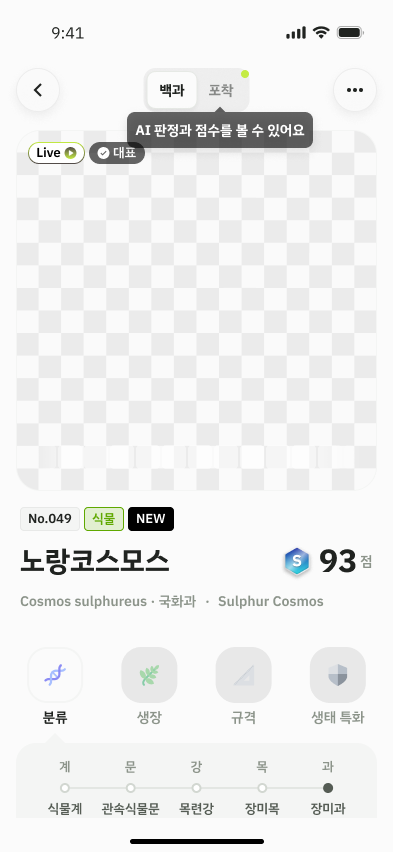 9:41
백과 포착
AI 판정과 점수를 볼 수 있어요
Live 대표
No.049 식물 NEW
노랑코스모스 S 93 점
Cosmos sulphureus · 국화과 · Sulphur Cosmos
분류 생장 규격 생태 특화
계 문 강 목 과
식물계 관속식물문 목련강 장미목 장미과